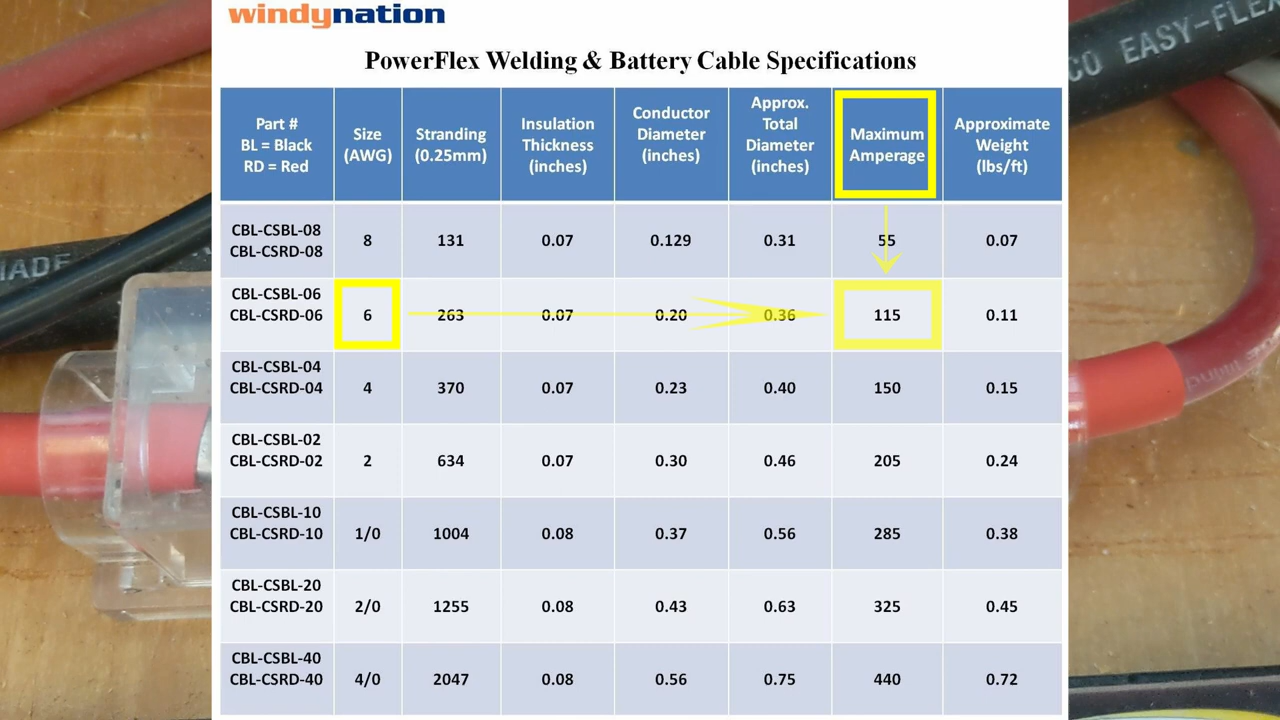 windynation
PowerFlex Welding & Battery Cable Specifications
Part #
BL = Black
RD = Red
Size
(AWG)
Stranding
(0.25mm)
Insulation
Thickness
(inches)
Conductor
Diameter
(inches)
Approx.
Total
Diameter
(inches)
Maximum
Amperage
Approximate
Weight
(lbs/ft)
CBL-CSBL-08
CBL-CSRD-08
8 131 0.07 0.129 0.31 55 0.07
CBL-CSBL-06
CBL-CSRD-06
6 263 0.07 0.20 0.36 115 0.11
CBL-CSBL-04
CBL-CSRD-04
4 370 0.07 0.23 0.40 150 0.15
CBL-CSBL-02
CBL-CSRD-02
2 634 0.07 0.30 0.46 205 0.24
CBL-CSBL-10
CBL-CSRD-10
1/0 1004 0.08 0.37 0.56 285 0.38
CBL-CSBL-20
CBL-CSRD-20
2/0 1255 0.08 0.43 0.63 325 0.45
CBL-CSBL-40
CBL-CSRD-40
4/0 2047 0.08 0.56 0.75 440 0.72
CO EASY-FLEX
MADE